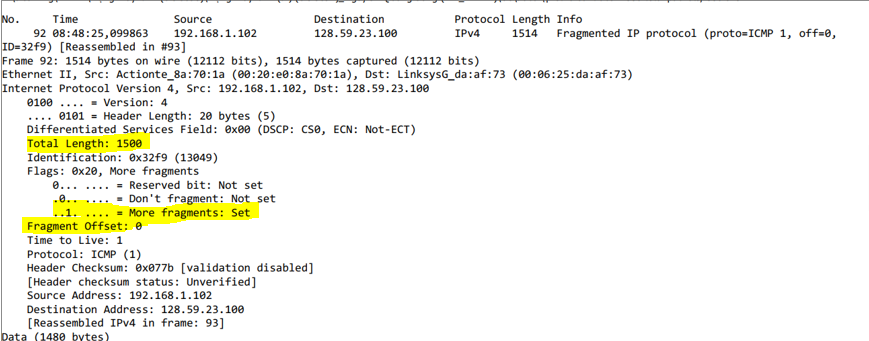 No. Time Source Destination Protocol Length Info
92 08:48:25,099863 192.168.1.102 128.59.23.100 IPv4 1514 Fragmented IP protocol (proto=ICMP 1, off=0,
ID=32f9) [Reassembled in #93]
Frame 92: 1514 bytes on wire (12112 bits), 1514 bytes captured (12112 bits)
Ethernet II, Src: Actionte_8a:70:1a (00:20:e0:8a:70:1a), Dst: LinksysG_da:af:73 (00:06:25:da:af:73)
Internet Protocol Version 4, Src: 192.168.1.102, Dst: 128.59.23.100
0100 .... = Version: 4
.... 0101 = Header Length: 20 bytes (5)
Differentiated Services Field: 0x00 (DSCP: CS0, ECN: Not-ECT)
Total Length: 1500
Identification: 0x32f9 (13049)
Flags: 0x20, More fragments
0... .... = Reserved bit: Not set
.0.. .... = Don't fragment: Not set
..1. .... = More fragments: Set
Fragment Offset: 0
Time to Live: 1
Protocol: ICMP (1)
Header Checksum: 0x077b [validation disabled]
[Header checksum status: Unverified]
Source Address: 192.168.1.102
Destination Address: 128.59.23.100
[Reassembled IPv4 in frame: 93]
Data (1480 bytes)